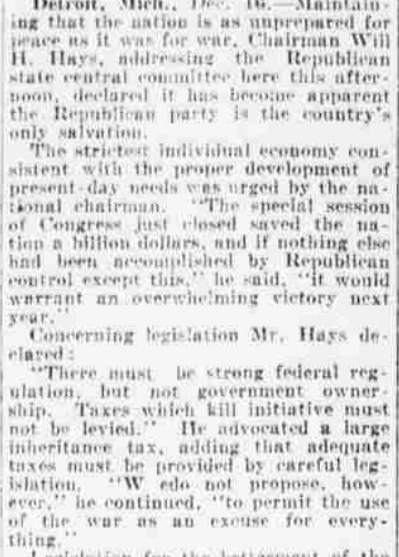 Detroit, Mich., Dec. 16.—Maintain-
ing that the nation is as unprepared for
peace as it was for war, Chairman Will
H. Hays, addressing the Republican
state central committee here this after-
noon, declared it has become apparent
the Republican party is the country's
only salvation.
The strictest individual economy con-
sistent with the proper development of
present-day needs was urged by the na-
tional chairman. "The special session
of Congress just closed saved the na-
tion a billion dollars, and if nothing else
had been accomplished by Republican
control except this," he said, "it would
warrant an overwhelming victory next
year."
Concerning legislation Mr. Hays de-
clared:
"There must be strong federal reg-
ulation, but not government owner-
ship. Taxes which kill initiative must
not be levied." He advocated a large
inheritance tax, adding that adequate
taxes must be provided by careful leg-
islation. "W edo not propose, how-
ever," he continued, "to permit the use
of the war as an excuse for every-
thing."
Legislation for the betterment of the